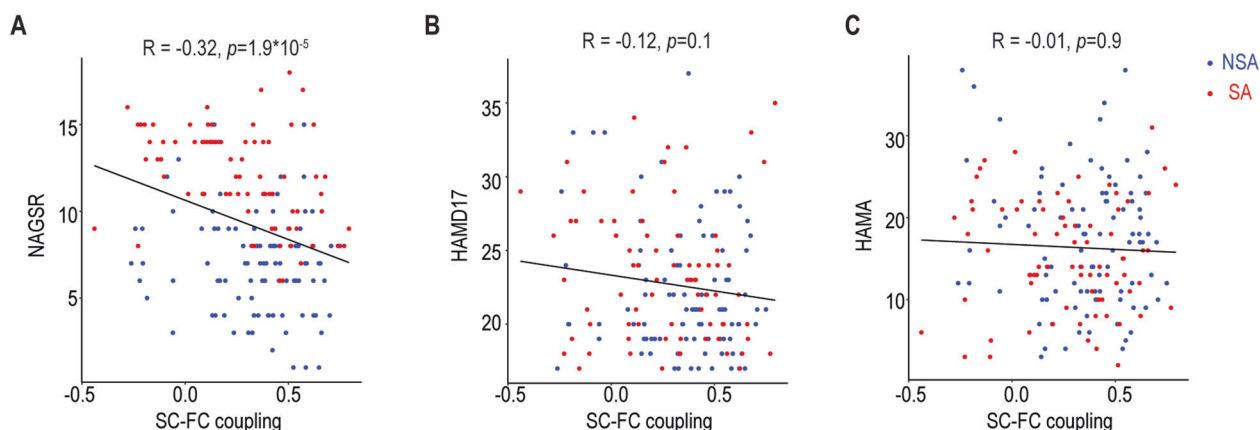 A
R = -0.32, p=1.9*10-5
NAGSR
15
10
5
-0.5
0.0
0.5
SC-FC coupling
B
R = -0.12, p=0.1
HAMD17
35
30
25
20
-0.5
0.0
0.5
SC-FC coupling
C
R = -0.01, p=0.9
HAMA
30
20
10
-0.5
0.0
0.5
SC-FC coupling
NSA
SA